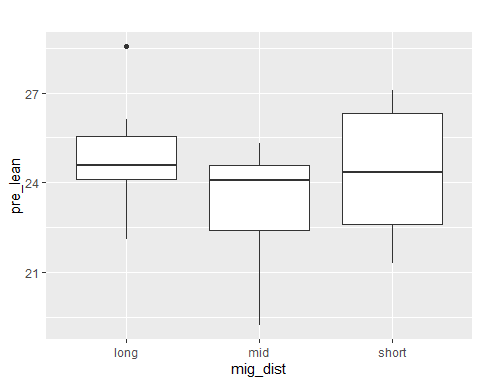 pre_lean
27
24
21
long mid short
mig_dist